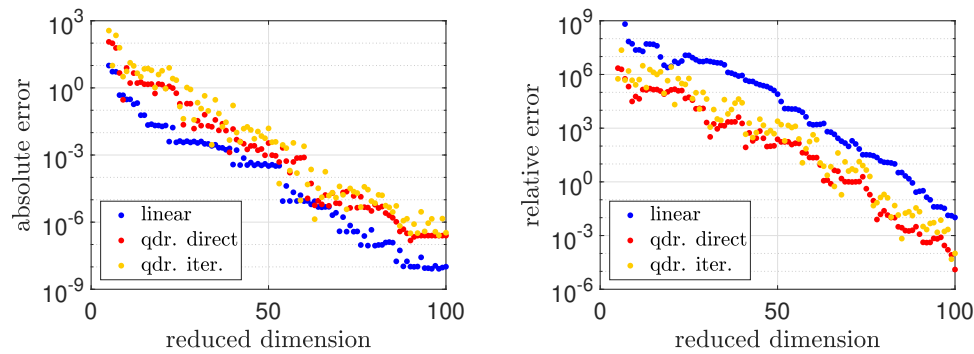 absolute error
10^3
10^0
10^-3
10^-6
10^-9
linear
qdr. direct
qdr. iter.
0
50
100
reduced dimension
relative error
10^9
10^6
10^3
10^0
10^-3
10^-6
linear
qdr. direct
qdr. iter.
0
50
100
reduced dimension